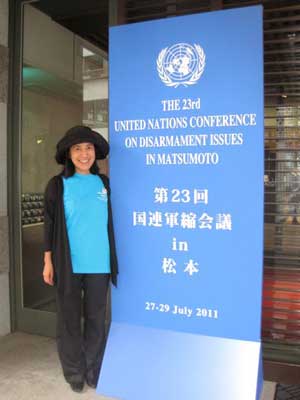 THE 23rd
UNITED NATIONS CONFERENCE
ON DISARMAMENT ISSUES
IN MATSUMOTO
第23回
国連軍縮会議
in
松本
27-29 July 2011